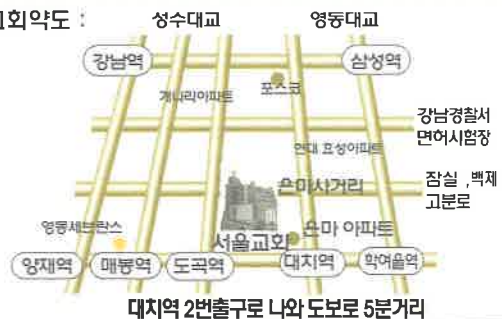 회약도 :
성수대교
영동대교
강남역
삼성역
개나리아파트
포스코
강남경찰서
면허시험장
현대 효성아파트
은마사거리
잠실 ,백제
고분로
영동세브란스
서울교회
은마 아파트
양재역
매봉역
도곡역
대치역
학여울역
대치역 2번출구로 나와 도보로 5분거리